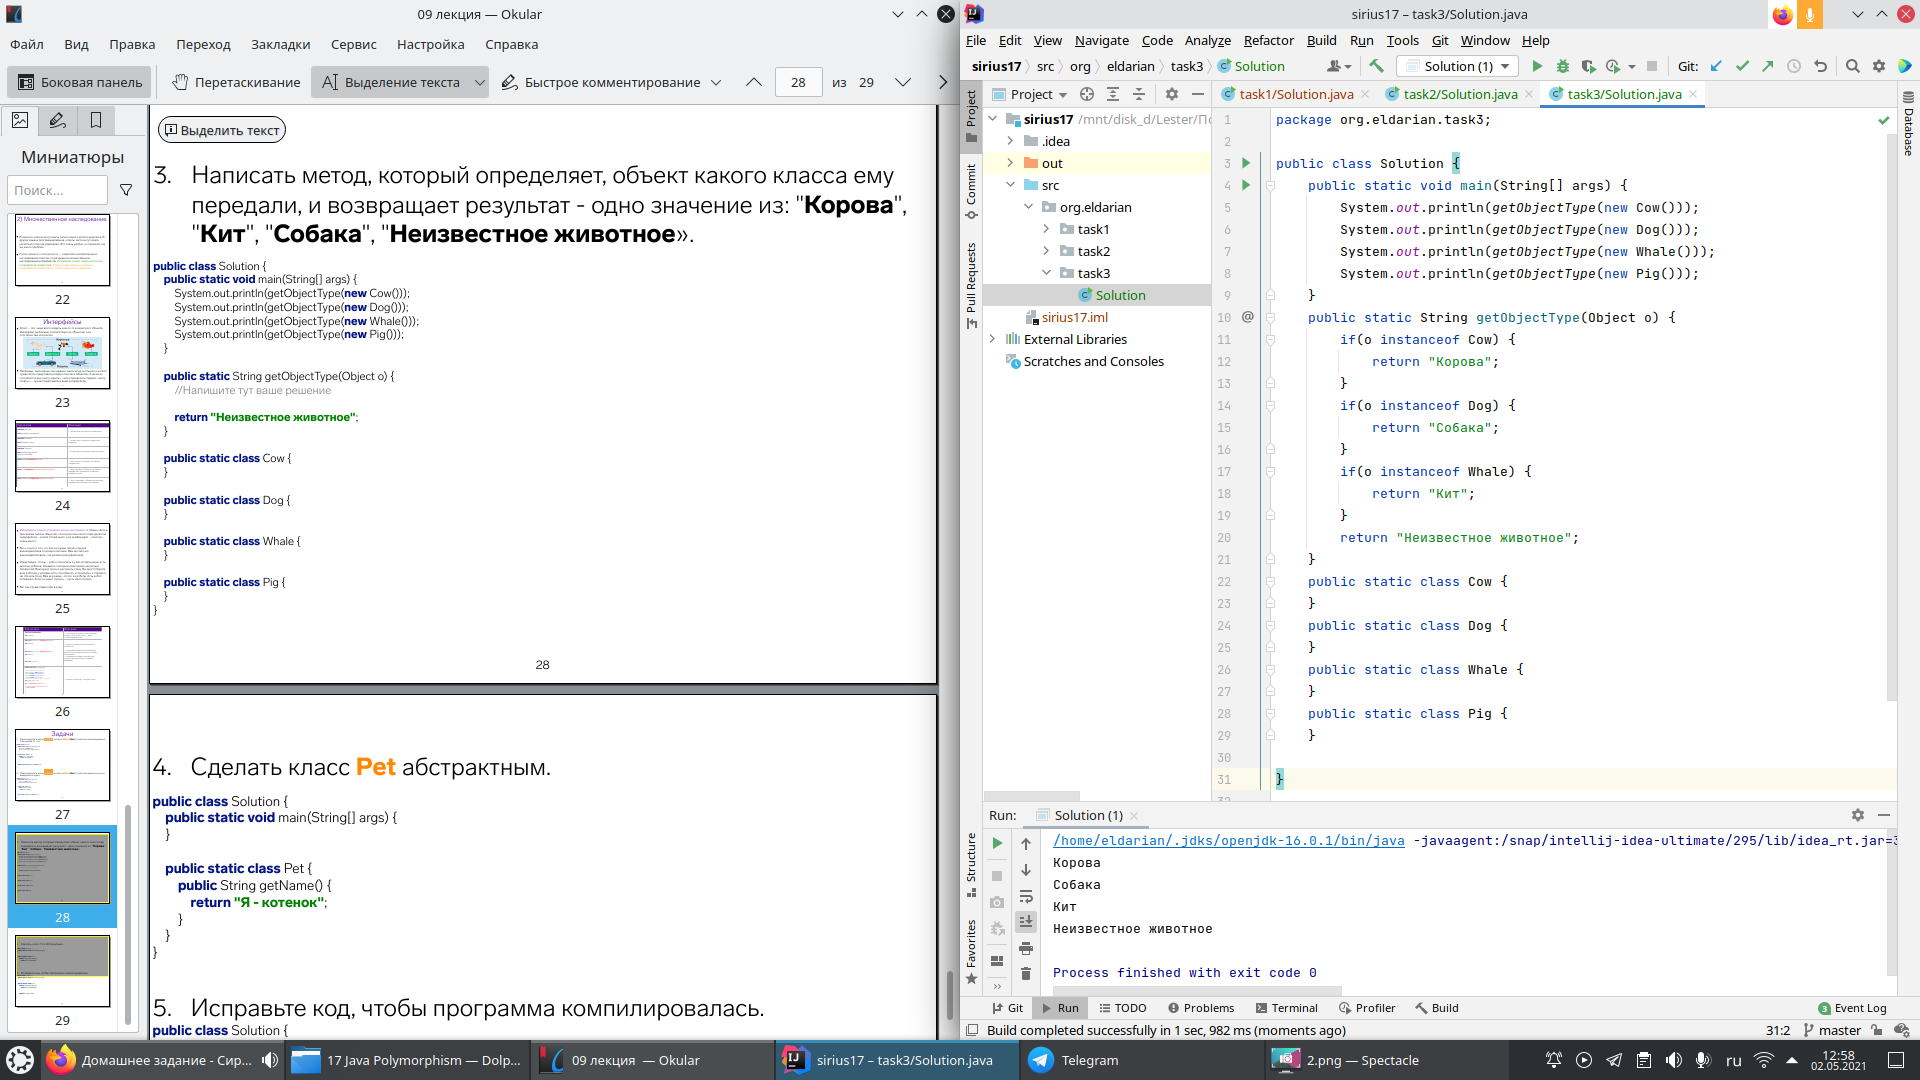 09 лекция — Okular
Файл Вид Правка Переход Закладки Сервис Настройка Справка
Боковая панель Перетаскивание Выделение текста Быстрое комментирование 28 из 29
Миниатюры
Поиск...
2) Множественное наследование
22
Интерфейсы
23
24
25
26
Задачи
27
28
29
Выделить текст
3. Написать метод, который определяет, объект какого класса ему
передали, и возвращает результат - одно значение из: "Корова",
"Кит", "Собака", "Неизвестное животное».
public class Solution {
public static void main(String[] args) {
System.out.println(getObjectType(new Cow()));
System.out.println(getObjectType(new Dog()));
System.out.println(getObjectType(new Whale()));
System.out.println(getObjectType(new Pig()));
}
public static String getObjectType(Object o) {
//Напишите тут ваше решение
return "Неизвестное животное";
}
public static class Cow {
}
public static class Dog {
}
public static class Whale {
}
public static class Pig {
}
}
28
4. Сделать класс Pet абстрактным.
public class Solution {
public static void main(String[] args) {
}
public static class Pet {
public String getName() {
return "Я - котенок";
}
}
}
5. Исправьте код, чтобы программа компилировалась.
public class Solution {
sirius17 – task3/Solution.java
File Edit View Navigate Code Analyze Refactor Build Run Tools Git Window Help
sirius17 src org eldarian task3 Solution Solution (1) Git:
Project task1/Solution.java task2/Solution.java task3/Solution.java
Project
Commit
Pull Requests
Structure
Favorites
Database
sirius17 /mnt/disk_d/Lester/По
.idea
out
src
org.eldarian
task1
task2
task3
Solution
sirius17.iml
External Libraries
Scratches and Consoles
1 package org.eldarian.task3;
2
3 public class Solution {
4 public static void main(String[] args) {
5 System.out.println(getObjectType(new Cow()));
6 System.out.println(getObjectType(new Dog()));
7 System.out.println(getObjectType(new Whale()));
8 System.out.println(getObjectType(new Pig()));
9 }
10 @ public static String getObjectType(Object o) {
11 if(o instanceof Cow) {
12 return "Корова";
13 }
14 if(o instanceof Dog) {
15 return "Собака";
16 }
17 if(o instanceof Whale) {
18 return "Кит";
19 }
20 return "Неизвестное животное";
21 }
22 public static class Cow {
23 }
24 public static class Dog {
25 }
26 public static class Whale {
27 }
28 public static class Pig {
29 }
30
31 }
32
Run: Solution (1)
/home/eldarian/.jdks/openjdk-16.0.1/bin/java -javaagent:/snap/intellij-idea-ultimate/295/lib/idea_rt.jar=3
Корова
Собака
Кит
Неизвестное животное
Process finished with exit code 0
Git Run TODO Problems Terminal Profiler Build 3 Event Log
Build completed successfully in 1 sec, 982 ms (moments ago) 31:2 master
Домашнее задание - Сир... 17 Java Polymorphism — Dolp... 09 лекция — Okular sirius17 – task3/Solution.java Telegram 2.png — Spectacle ru 12:58
02.05.2021